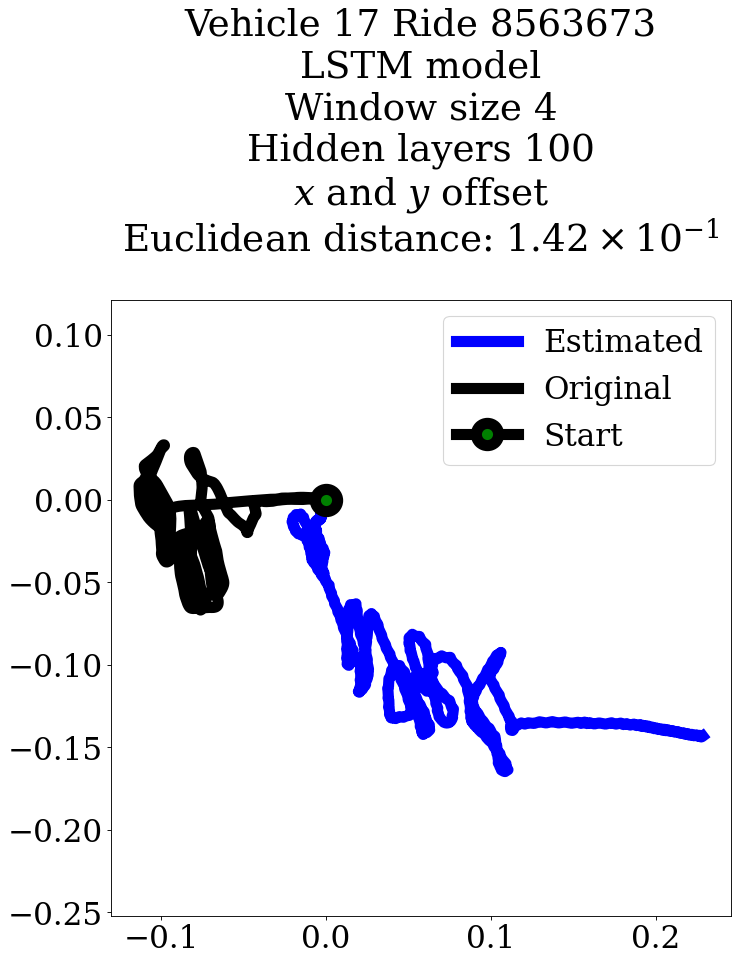 Vehicle 17 Ride 8563673
LSTM model
Window size 4
Hidden layers 100
x and y offset
Euclidean distance: 1.42 × 10⁻¹
Estimated
Original
Start
0.10
0.05
0.00
−0.05
−0.10
−0.15
−0.20
−0.25
−0.1 0.0 0.1 0.2